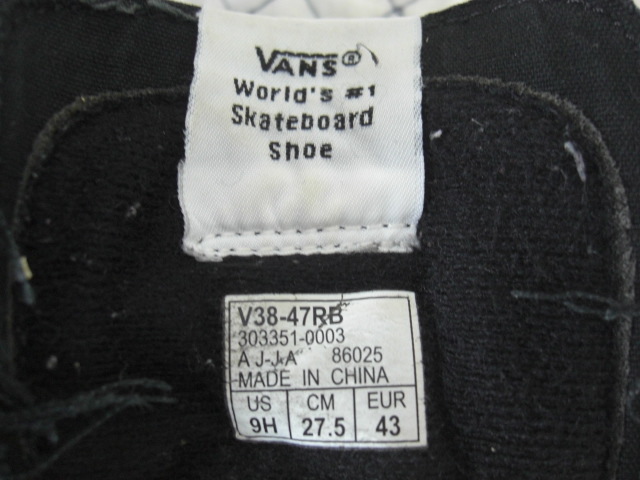 VANS®
World's #1
Skateboard
Shoe
V38-47RB
303351-0003
A J-J-A 86025
MADE IN CHINA
US CM EUR
9H 27.5 43